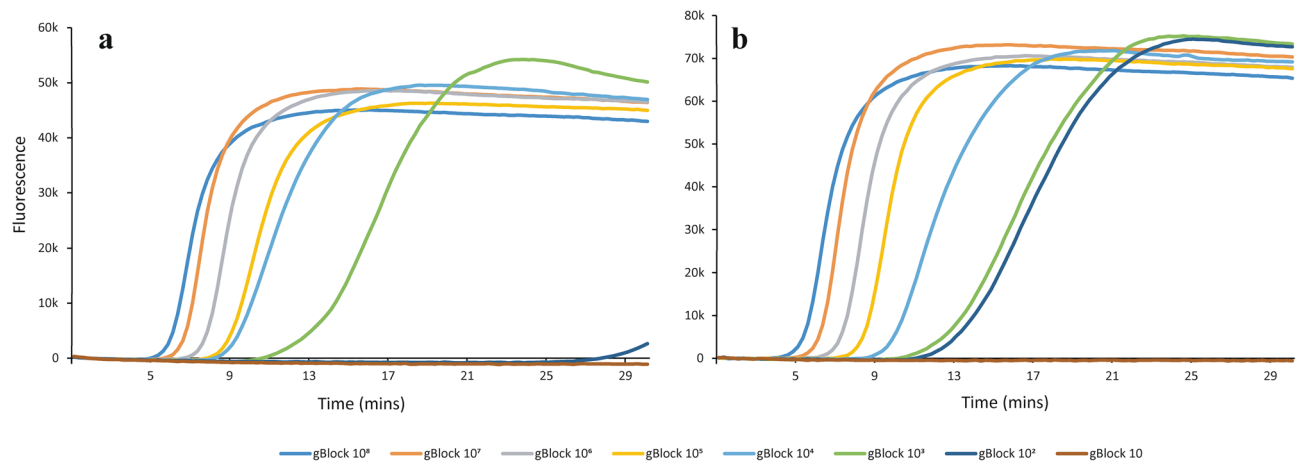 a
60k
50k
40k
30k
20k
10k
0
Fluorescence
5 9 13 17 21 25 29
Time (mins)
b
80k
70k
60k
50k
40k
30k
20k
10k
0
5 9 13 17 21 25 29
Time (mins)
gBlock 10⁸ gBlock 10⁷ gBlock 10⁶ gBlock 10⁵ gBlock 10⁴ gBlock 10³ gBlock 10² gBlock 10